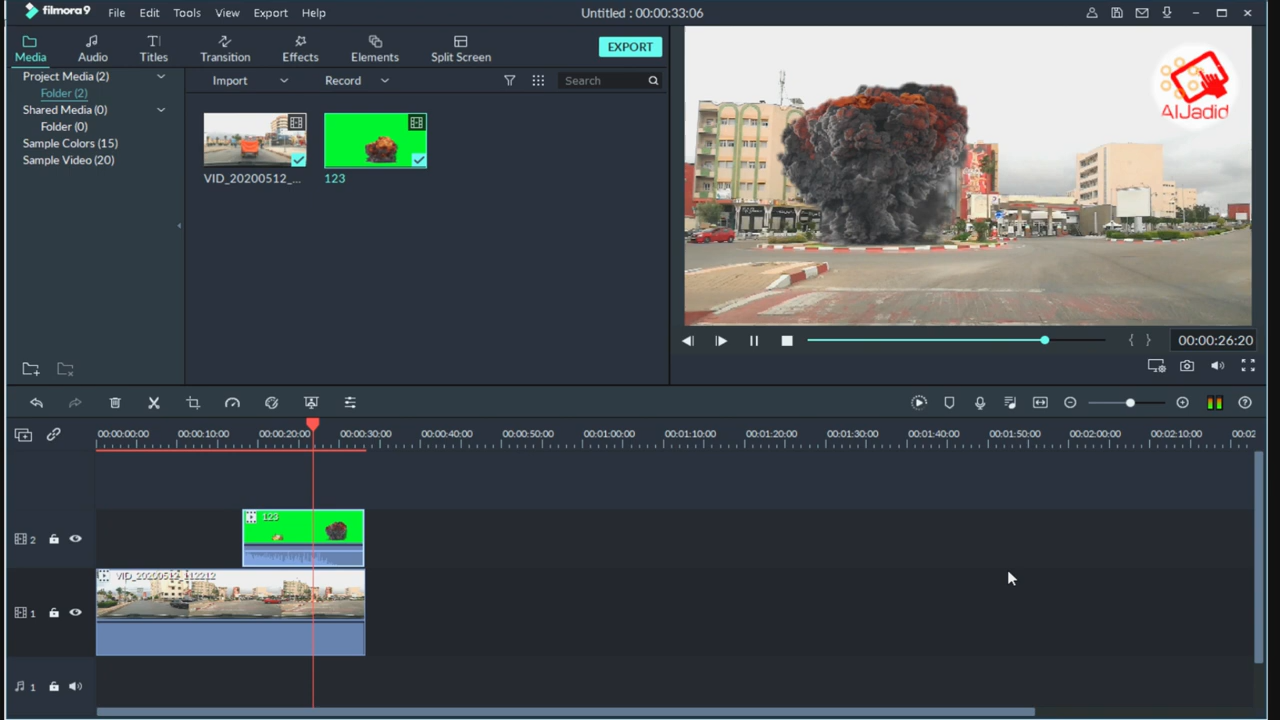 filmora9 File Edit Tools View Export Help Untitled : 00:00:33:06
Media Audio Titles Transition Effects Elements Split Screen EXPORT
Project Media (2)
Folder (2)
Shared Media (0)
Folder (0)
Sample Colors (15)
Sample Video (20)
Import Record Search
VID_20200512_... 123
AlJadid
00:00:26:20
00:00:00:00 00:00:10:00 00:00:20:00 00:00:30:00 00:00:40:00 00:00:50:00 00:01:00:00 00:01:10:00 00:01:20:00 00:01:30:00 00:01:40:00 00:01:50:00 00:02:00:00 00:02:10:00 00:02
2 123
VID_20200512_112212
1
1